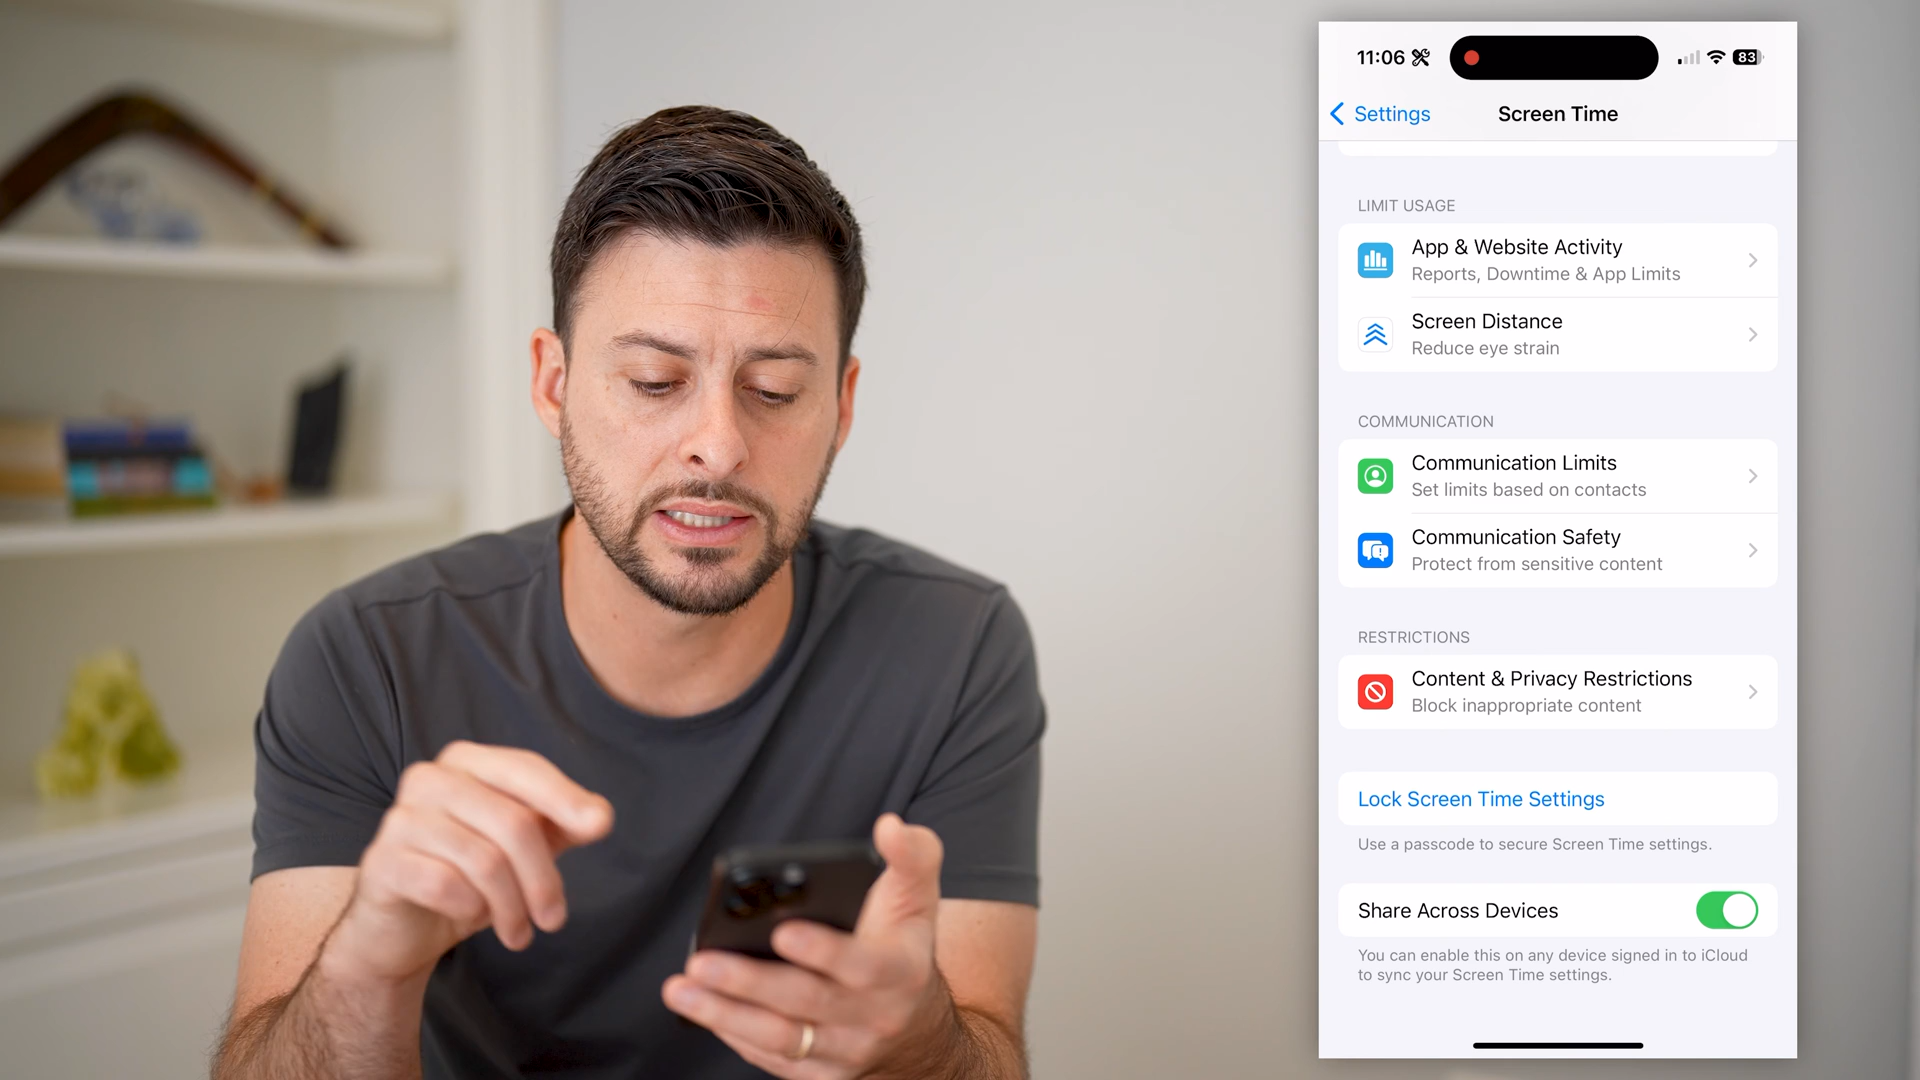 11:06
83
Settings
Screen Time
LIMIT USAGE
App & Website Activity
Reports, Downtime & App Limits
Screen Distance
Reduce eye strain
COMMUNICATION
Communication Limits
Set limits based on contacts
Communication Safety
Protect from sensitive content
RESTRICTIONS
Content & Privacy Restrictions
Block inappropriate content
Lock Screen Time Settings
Use a passcode to secure Screen Time settings.
Share Across Devices
You can enable this on any device signed in to iCloud
to sync your Screen Time settings.